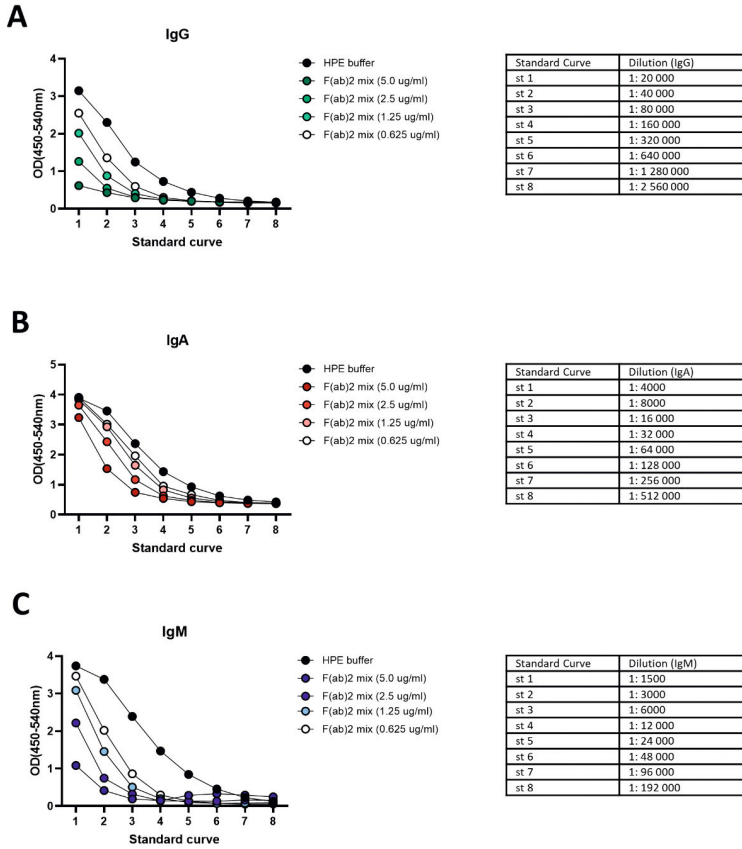 A
IgG
4
3
2
1
0
OD(450-540nm)
1 2 3 4 5 6 7 8
Standard curve
HPE buffer
F(ab)2 mix (5.0 ug/ml)
F(ab)2 mix (2.5 ug/ml)
F(ab)2 mix (1.25 ug/ml)
F(ab)2 mix (0.625 ug/ml)
Standard Curve Dilution (IgG)
st 1 1: 20 000
st 2 1: 40 000
st 3 1: 80 000
st 4 1: 160 000
st 5 1: 320 000
st 6 1: 640 000
st 7 1: 1 280 000
st 8 1: 2 560 000
B
IgA
5
4
3
2
1
0
OD(450-540nm)
1 2 3 4 5 6 7 8
Standard curve
HPE buffer
F(ab)2 mix (5.0 ug/ml)
F(ab)2 mix (2.5 ug/ml)
F(ab)2 mix (1.25 ug/ml)
F(ab)2 mix (0.625 ug/ml)
Standard Curve Dilution (IgA)
st 1 1: 4000
st 2 1: 8000
st 3 1: 16 000
st 4 1: 32 000
st 5 1: 64 000
st 6 1: 128 000
st 7 1: 256 000
st 8 1: 512 000
C
IgM
4
3
2
1
0
OD(450-540nm)
1 2 3 4 5 6 7 8
Standard curve
HPE buffer
F(ab)2 mix (5.0 ug/ml)
F(ab)2 mix (2.5 ug/ml)
F(ab)2 mix (1.25 ug/ml)
F(ab)2 mix (0.625 ug/ml)
Standard Curve Dilution (IgM)
st 1 1: 1500
st 2 1: 3000
st 3 1: 6000
st 4 1: 12 000
st 5 1: 24 000
st 6 1: 48 000
st 7 1: 96 000
st 8 1: 192 000